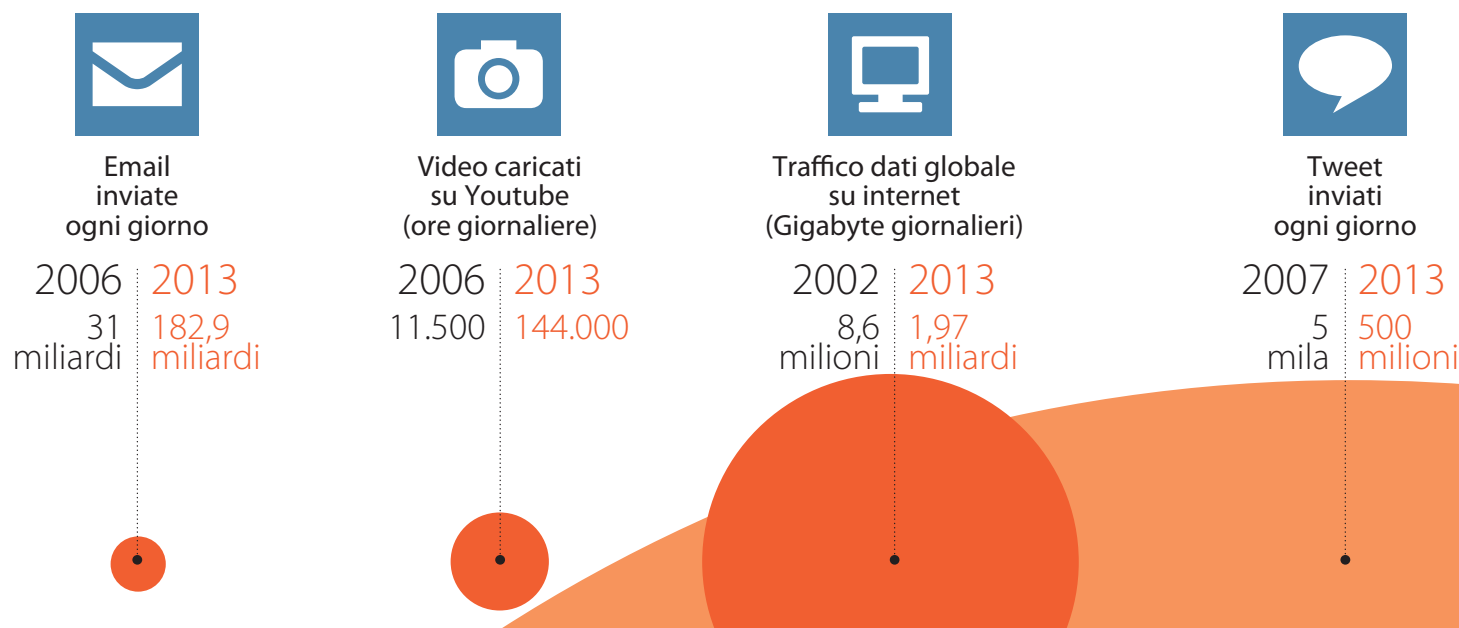 Email
inviate
ogni giorno
2006 2013
31 182,9
miliardi miliardi
Video caricati
su Youtube
(ore giornaliere)
2006 2013
11.500 144.000
Traffico dati globale
su internet
(Gigabyte giornalieri)
2002 2013
8,6 1,97
milioni miliardi
Tweet
inviati
ogni giorno
2007 2013
5 500
mila milioni